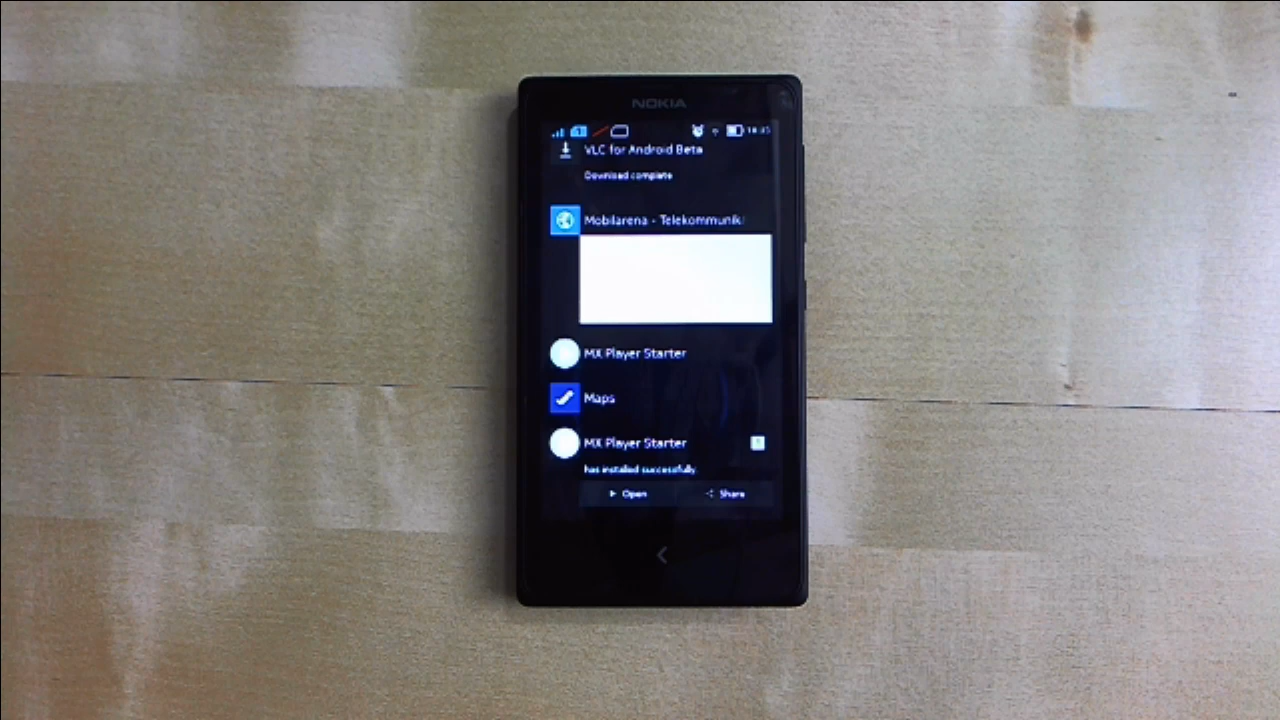 NOKIA
VLC for Android Beta
Download complete
Mobilarena - Telekommunik
MX Player Starter
Maps
MX Player Starter
has installed successfully
Open
Share